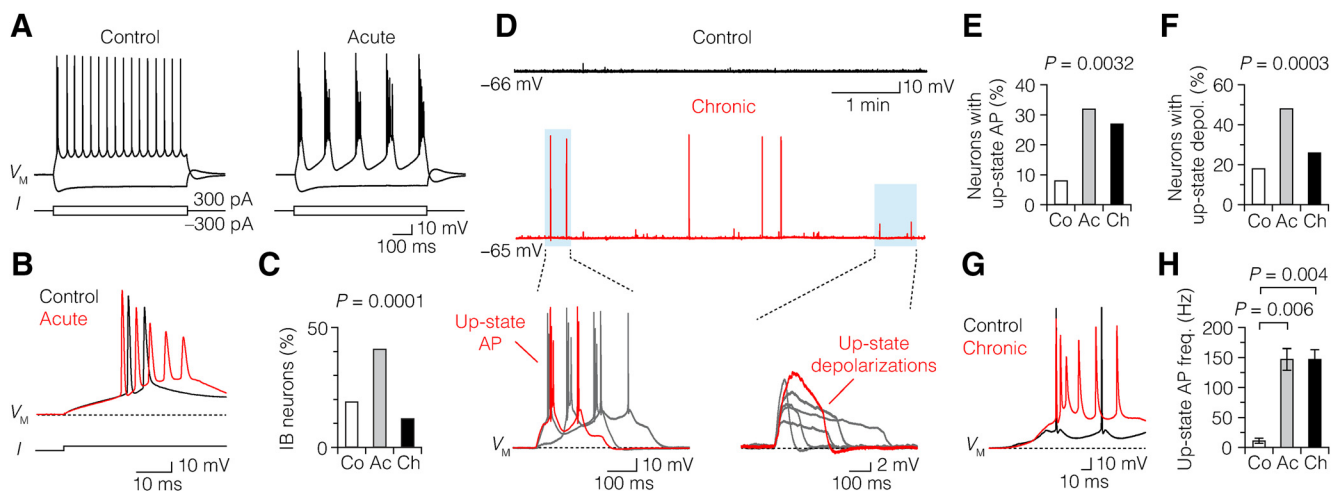 A
Control
Acute
V_M
I
300 pA
–300 pA
10 mV
100 ms
B
Control
Acute
V_M
I
10 mV
10 ms
C
P = 0.0001
IB neurons (%)
50
0
Co Ac Ch
D
Control
–66 mV
10 mV
1 min
Chronic
–65 mV
Up-state
AP
Up-state
depolarizations
V_M
10 mV
100 ms
2 mV
100 ms
E
P = 0.0032
Neurons with
up-state AP (%)
40
30
20
10
0
Co Ac Ch
F
P = 0.0003
Neurons with
up-state depol. (%)
60
40
20
0
Co Ac Ch
G
Control
Chronic
V_M
10 mV
10 ms
H
P = 0.004
P = 0.006
Up-state AP freq. (Hz)
200
150
100
50
0
Co Ac Ch